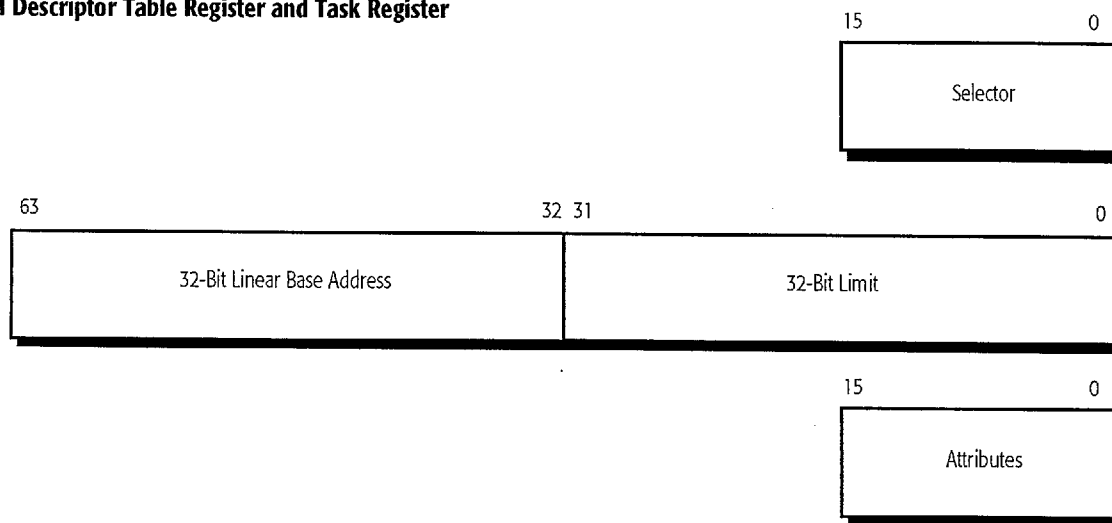 Descriptor Table Register and Task Register
15 0
Selector
63 32 31 0
32-Bit Linear Base Address 32-Bit Limit
15 0
Attributes